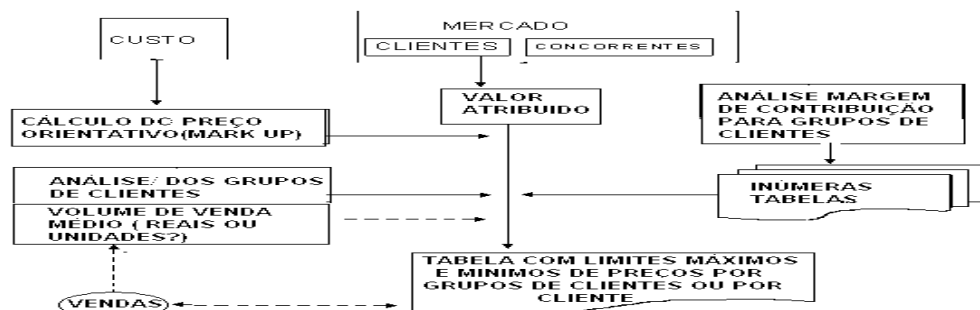 CUSTO
MERCADO
CLIENTES
CONCORRENTES
CÁLCULO DO PREÇO
ORIENTATIVO(MARK UP)
VALOR
ATRIBUIDO
ANÁLISE MARGEM
DE CONTRIBUIÇÃO
PARA GRUPOS DE
CLIENTES
ANÁLISE/ DOS GRUPOS
DE CLIENTES
INÚMERAS
TABELAS
VOLUME DE VENDA
MÉDIO ( REAIS OU
UNIDADES?)
TABELA COM LIMITES MÁXIMOS
E MINIMOS DE PREÇOS POR
GRUPOS DE CLIENTES OU POR
CLIENTE
VENDAS